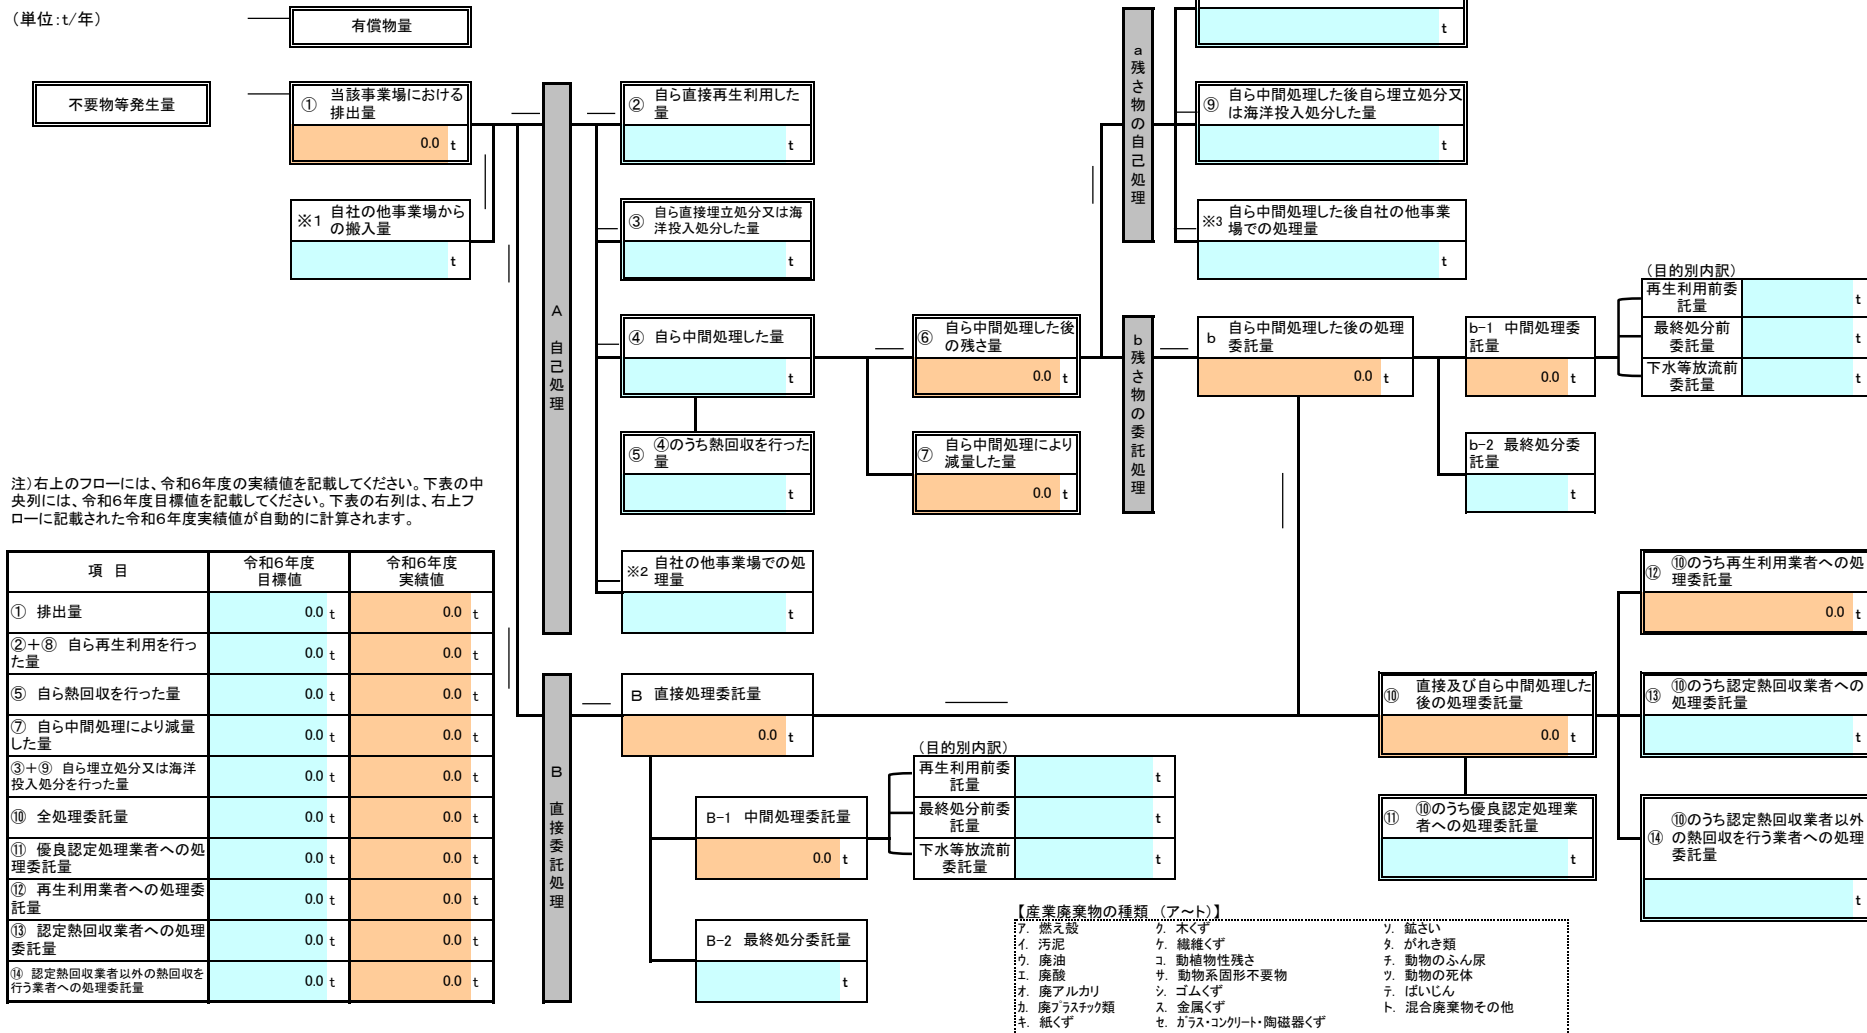 (単位:t/年)
有償物量
不要物等発生量
① 当該事業場における
排出量
0.0 t
※1 自社の他事業場から
の搬入量
t
A 自己処理
② 自ら直接再生利用した
量
t
③ 自ら直接埋立処分又は海
洋投入処分した量
t
④ 自ら中間処理した量
t
⑤ ④のうち熱回収を行った
量
t
※2 自社の他事業場での処
理量
t
⑥ 自ら中間処理した後
の残さ量
0.0 t
⑦ 自ら中間処理により
減量した量
0.0 t
a残さ物の自己処理
t
⑨ 自ら中間処理した後自ら埋立処分又
は海洋投入処分した量
t
※3 自ら中間処理した後自社の他事業
場での処理量
t
b残さ物の委託処理
b 自ら中間処理した後の処理
委託量
0.0 t
b-1 中間処理委
託量
0.0 t
b-2 最終処分委
託量
t
(目的別内訳)
再生利用前委
託量
t
最終処分前
委託量
t
下水等放流前
委託量
t
注)右上のフローには、令和6年度の実績値を記載してください。下表の中
央列には、令和6年度目標値を記載してください。下表の右列は、右上フ
ローに記載された令和6年度実績値が自動的に計算されます。
項 目 令和6年度
目標値 令和6年度
実績値
① 排出量 0.0 t 0.0 t
②+⑧ 自ら再生利用を行っ
た量 0.0 t 0.0 t
⑤ 自ら熱回収を行った量 0.0 t 0.0 t
⑦ 自ら中間処理により減量
した量 0.0 t 0.0 t
③+⑨ 自ら埋立処分又は海洋
投入処分を行った量 0.0 t 0.0 t
⑩ 全処理委託量 0.0 t 0.0 t
⑪ 優良認定処理業者への処
理委託量 0.0 t 0.0 t
⑫ 再生利用業者への処理委
託量 0.0 t 0.0 t
⑬ 認定熱回収業者への処理
委託量 0.0 t 0.0 t
⑭ 認定熱回収業者以外の熱回収を
行う業者への処理委託量 0.0 t 0.0 t
B 直接委託処理
B 直接処理委託量
0.0 t
B-1 中間処理委託量
0.0 t
B-2 最終処分委託量
t
(目的別内訳)
再生利用前委
託量
t
最終処分前委
託量
t
下水等放流前
委託量
t
⑩ 直接及び自ら中間処理した
後の処理委託量
0.0 t
⑪ ⑩のうち優良認定処理業
者への処理委託量
t
⑫ ⑩のうち再生利用業者への処
理委託量
0.0 t
⑬ ⑩のうち認定熱回収業者への
処理委託量
t
⑭ ⑩のうち認定熱回収業者以外
の熱回収を行う業者への処理
委託量
t
【産業廃棄物の種類 (ア~ト)】
ア. 燃え殻 ク. 木くず ソ. 鉱さい
イ. 汚泥 ケ. 繊維くず タ. がれき類
ウ. 廃油 コ. 動植物性残さ チ. 動物のふん尿
エ. 廃酸 サ. 動物系固形不要物 ツ. 動物の死体
オ. 廃アルカリ シ. ゴムくず テ. ばいじん
カ. 廃プラスチック類 ス. 金属くず ト. 混合廃棄物その他
キ. 紙くず セ. ガラス・コンクリート・陶磁器くず